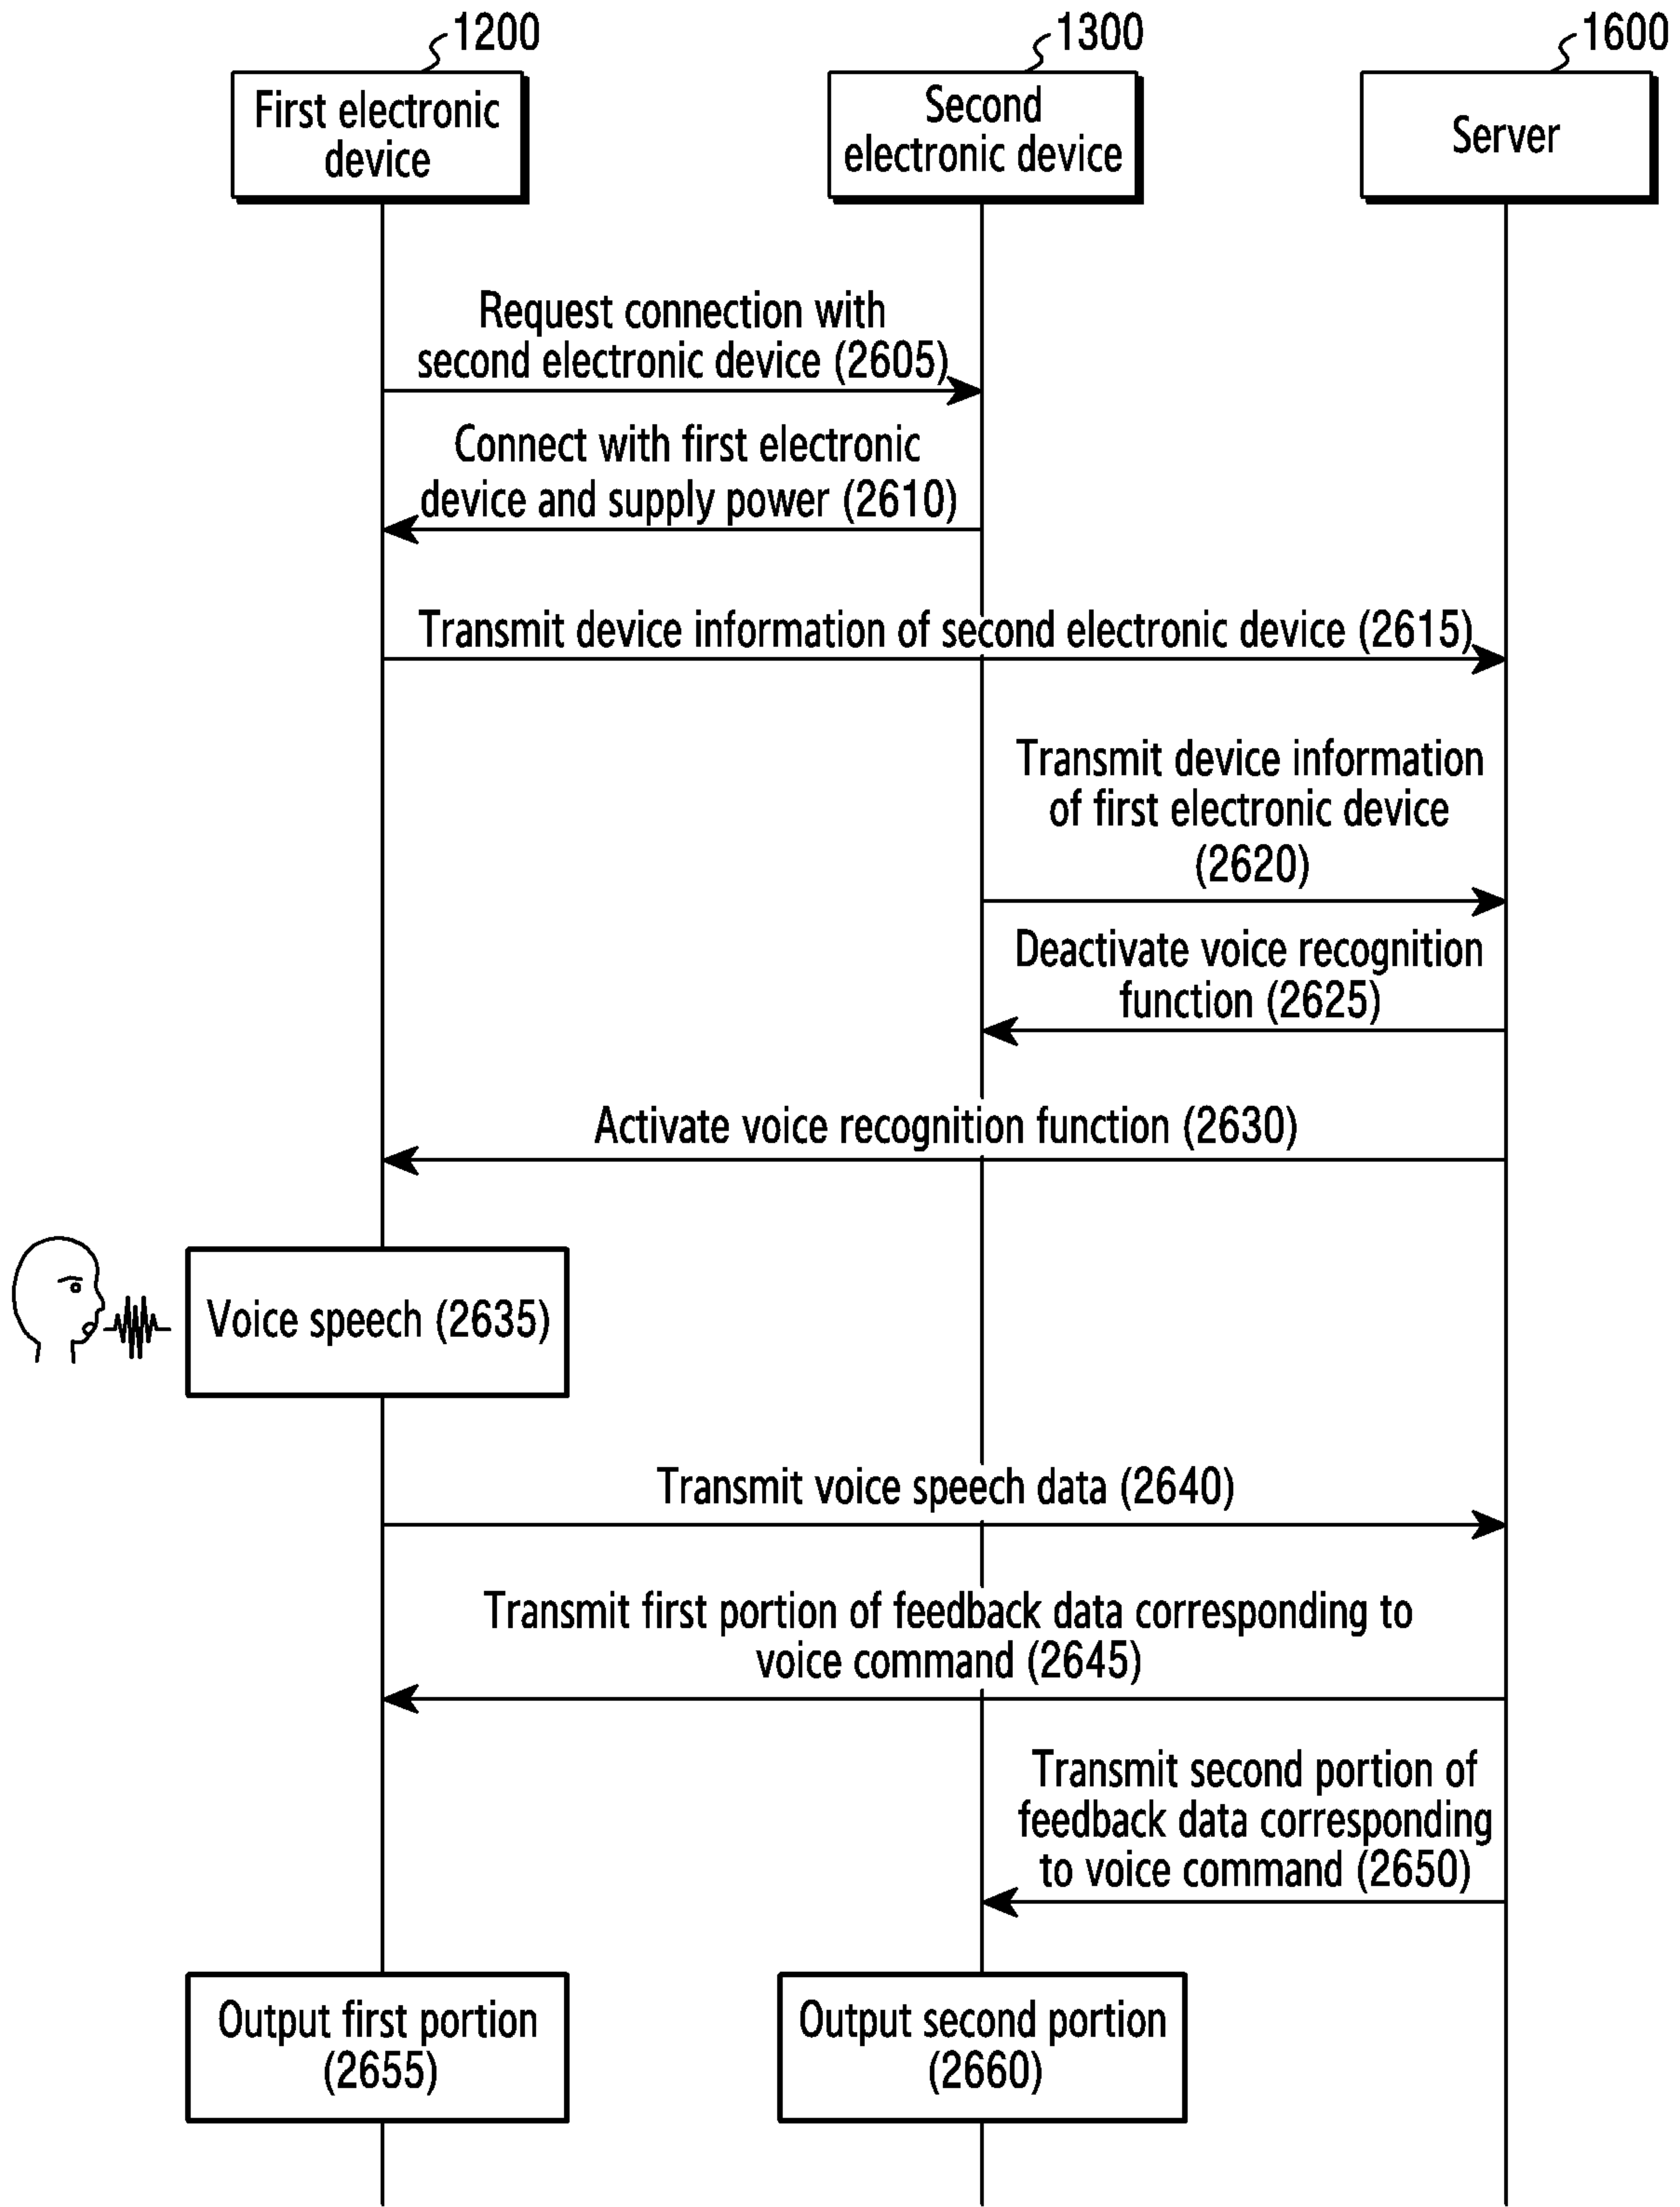 1200
1300
1600
First electronic
device
Second
electronic device
Server
Request connection with
second electronic device (2605)
Connect with first electronic
device and supply power (2610)
Transmit device information of second electronic device (2615)
Transmit device information
of first electronic device
(2620)
Deactivate voice recognition
function (2625)
Activate voice recognition function (2630)
Voice speech (2635)
Transmit voice speech data (2640)
Transmit first portion of feedback data corresponding to
voice command (2645)
Transmit second portion of
feedback data corresponding
to voice command (2650)
Output first portion
(2655)
Output second portion
(2660)